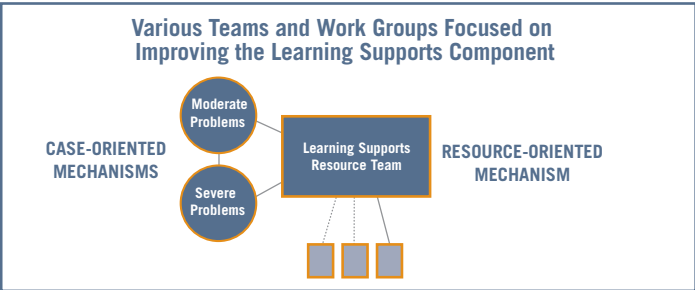 Various Teams and Work Groups Focused on
Improving the Learning Supports Component
Moderate
Problems
CASE-ORIENTED
MECHANISMS
Learning Supports
Resource Team
RESOURCE-ORIENTED
MECHANISM
Severe
Problems